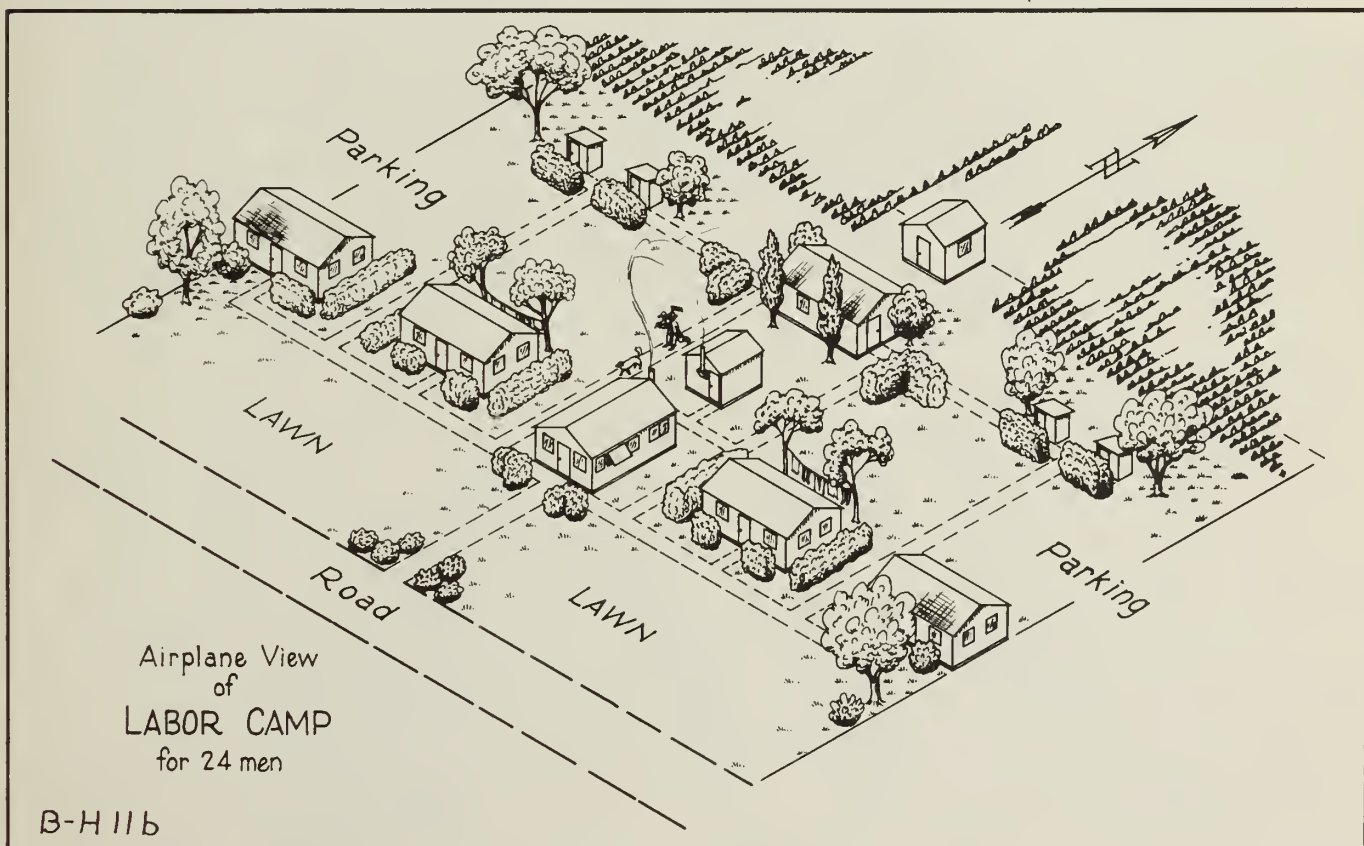 Parking
LAWN
Road
LAWN
Parking
Airplane View
of
LABOR CAMP
for 24 men
B-H 11b